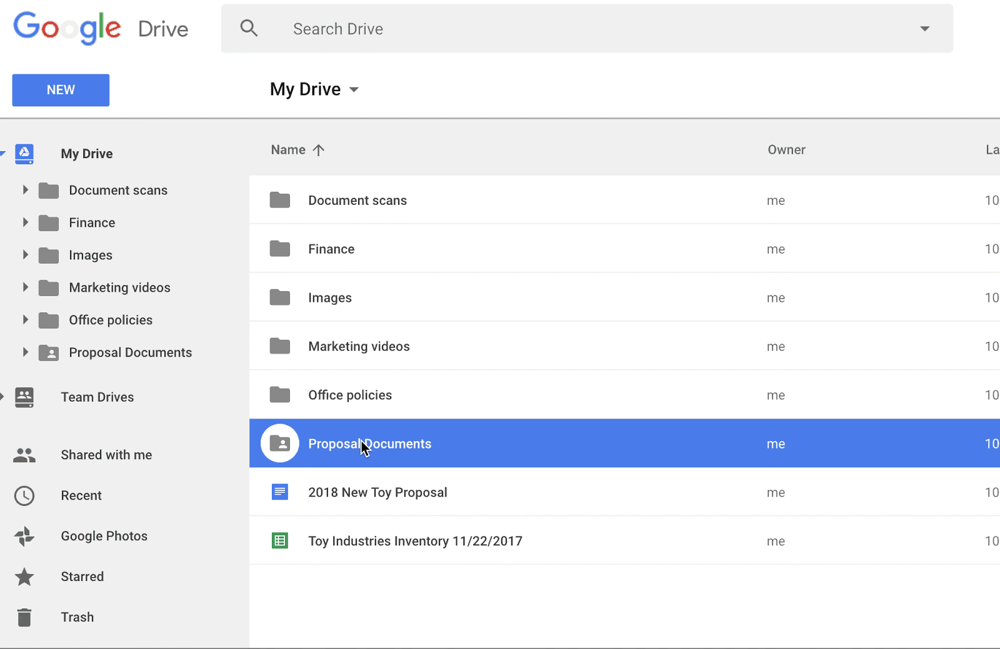 Google Drive
Search Drive
NEW
My Drive
My Drive
Document scans
Finance
Images
Marketing videos
Office policies
Proposal Documents
Team Drives
Shared with me
Recent
Google Photos
Starred
Trash
Name Owner La
Document scans me 10
Finance me 10
Images me 10
Marketing videos me 10
Office policies me 10
Proposal Documents me 10
2018 New Toy Proposal me 10
Toy Industries Inventory 11/22/2017 me 10